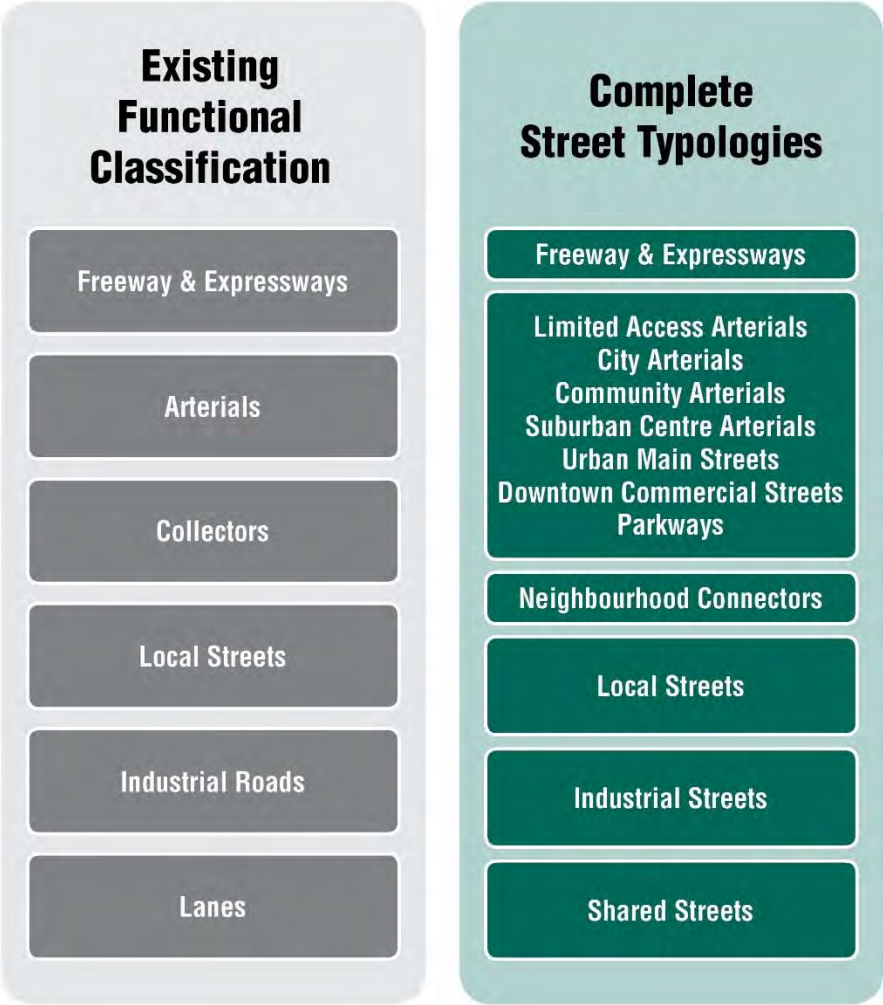 Existing
Functional
Classification
Freeway & Expressways
Arterials
Collectors
Local Streets
Industrial Roads
Lanes
Complete
Street Typologies
Freeway & Expressways
Limited Access Arterials
City Arterials
Community Arterials
Suburban Centre Arterials
Urban Main Streets
Downtown Commercial Streets
Parkways
Neighbourhood Connectors
Local Streets
Industrial Streets
Shared Streets